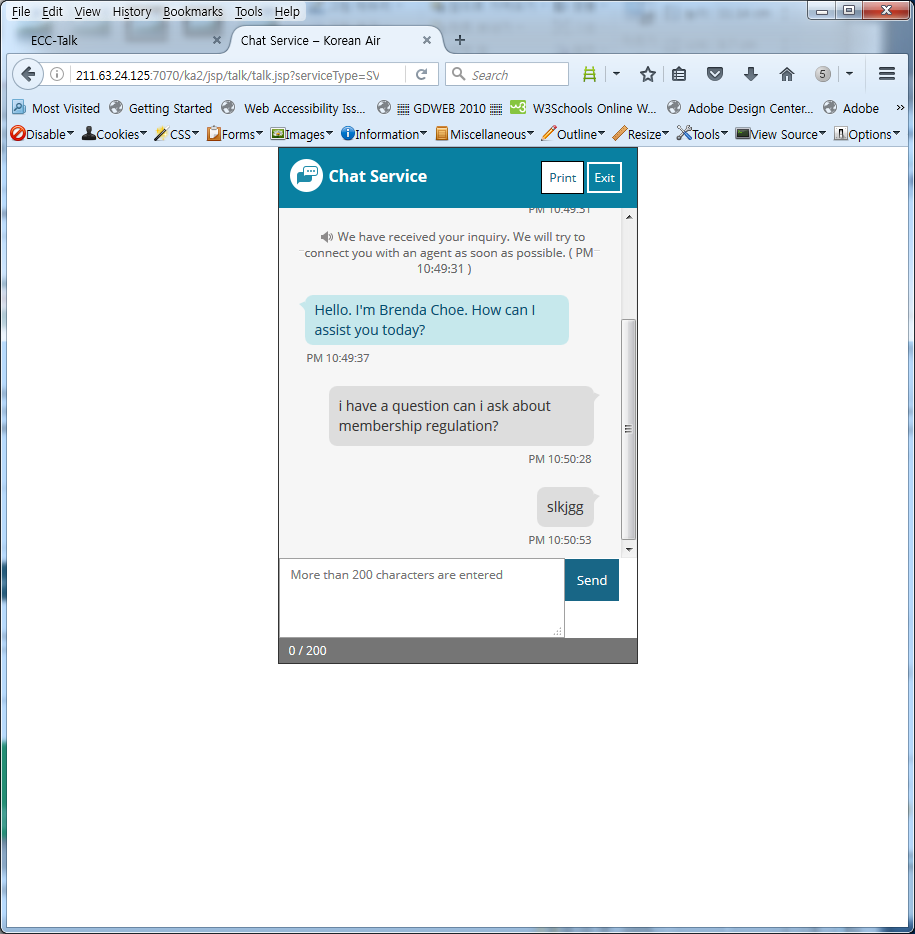 File Edit View History Bookmarks Tools Help
ECC-Talk
Chat Service – Korean Air
211.63.24.125:7070/ka2/jsp/talk/talk.jsp?serviceType=SV
Search
5
Most Visited Getting Started Web Accessibility Iss... GDWEB 2010 W3Schools Online W... Adobe Design Center... Adobe »
Disable Cookies CSS Forms Images Information Miscellaneous Outline Resize Tools View Source Options
Chat Service
Print Exit
PM 10:49:31
We have received your inquiry. We will try to
connect you with an agent as soon as possible. ( PM
10:49:31 )
Hello. I'm Brenda Choe. How can I
assist you today?
PM 10:49:37
i have a question can i ask about
membership regulation?
PM 10:50:28
slkjgg
PM 10:50:53
More than 200 characters are entered
Send
0 / 200